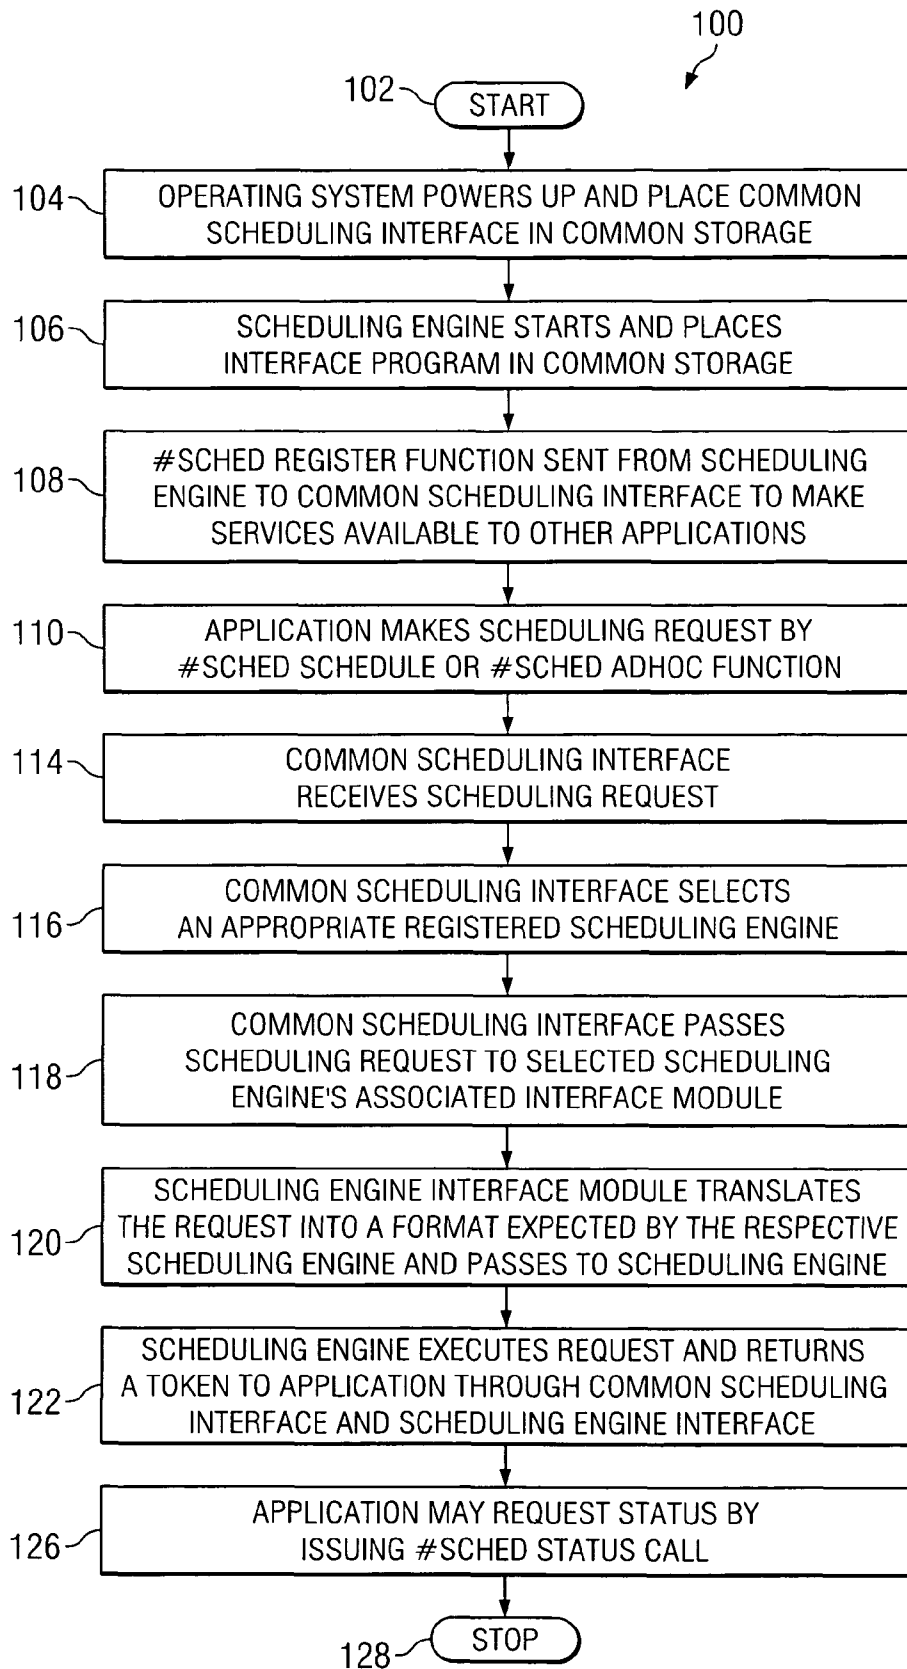 100
102
START
104
OPERATING SYSTEM POWERS UP AND PLACE COMMON
SCHEDULING INTERFACE IN COMMON STORAGE
106
SCHEDULING ENGINE STARTS AND PLACES
INTERFACE PROGRAM IN COMMON STORAGE
108
#SCHED REGISTER FUNCTION SENT FROM SCHEDULING
ENGINE TO COMMON SCHEDULING INTERFACE TO MAKE
SERVICES AVAILABLE TO OTHER APPLICATIONS
110
APPLICATION MAKES SCHEDULING REQUEST BY
#SCHED SCHEDULE OR #SCHED ADHOC FUNCTION
114
COMMON SCHEDULING INTERFACE
RECEIVES SCHEDULING REQUEST
116
COMMON SCHEDULING INTERFACE SELECTS
AN APPROPRIATE REGISTERED SCHEDULING ENGINE
118
COMMON SCHEDULING INTERFACE PASSES
SCHEDULING REQUEST TO SELECTED SCHEDULING
ENGINE'S ASSOCIATED INTERFACE MODULE
120
SCHEDULING ENGINE INTERFACE MODULE TRANSLATES
THE REQUEST INTO A FORMAT EXPECTED BY THE RESPECTIVE
SCHEDULING ENGINE AND PASSES TO SCHEDULING ENGINE
122
SCHEDULING ENGINE EXECUTES REQUEST AND RETURNS
A TOKEN TO APPLICATION THROUGH COMMON SCHEDULING
INTERFACE AND SCHEDULING ENGINE INTERFACE
126
APPLICATION MAY REQUEST STATUS BY
ISSUING #SCHED STATUS CALL
128
STOP